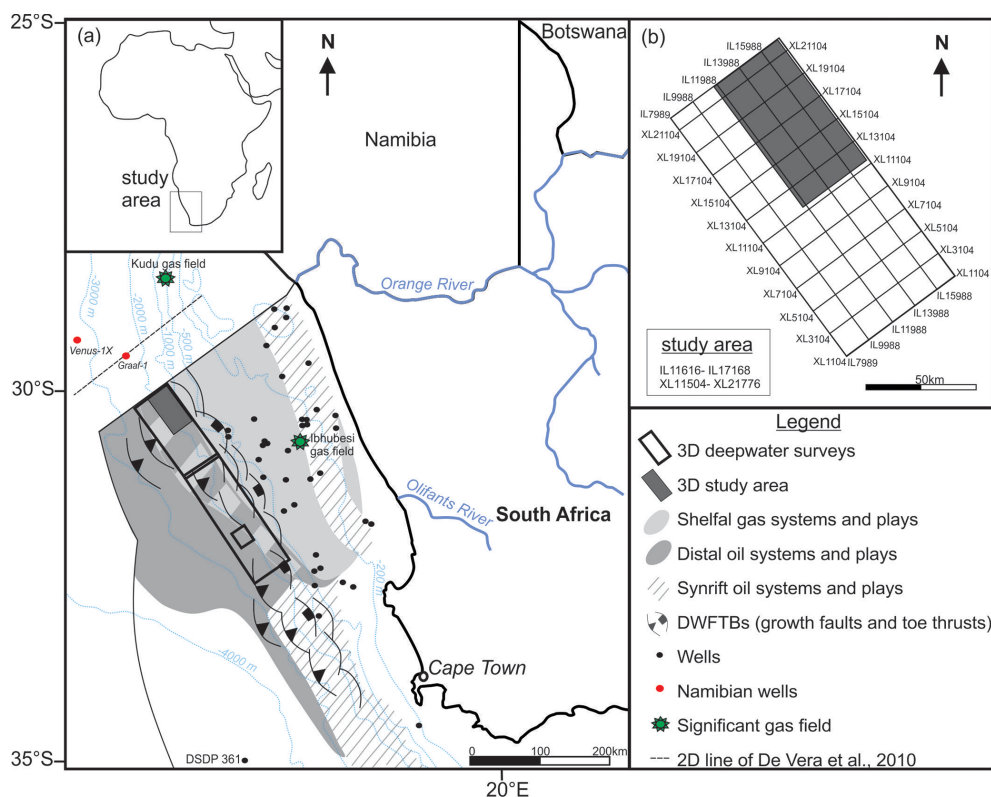 25°S
30°S
35°S
20°E
(a)
N
Botswana
Namibia
study
area
Kudu gas field
Orange River
-3000 m
-2000 m
-1000 m
-500 m
Venus-1X
Graaf-1
Ibhubesi
gas field
Olifants River
South Africa
-200 m
-4000 m
Cape Town
DSDP 361
0 100 200km
(b)
N
IL15988
IL13988
IL11988
IL9988
IL7989
XL21104
XL19104
XL17104
XL15104
XL13104
XL11104
XL9104
XL7104
XL5104
XL3104
XL1104
XL21104
XL19104
XL17104
XL15104
XL13104
XL11104
XL9104
XL7104
XL5104
XL3104
XL1104
IL15988
IL13988
IL11988
IL9988
IL7989
study area
IL11616- IL17168
XL11504- XL21776
50km
Legend
3D deepwater surveys
3D study area
Shelfal gas systems and plays
Distal oil systems and plays
Synrift oil systems and plays
DWFTBs (growth faults and toe thrusts)
Wells
Namibian wells
Significant gas field
2D line of De Vera et al., 2010